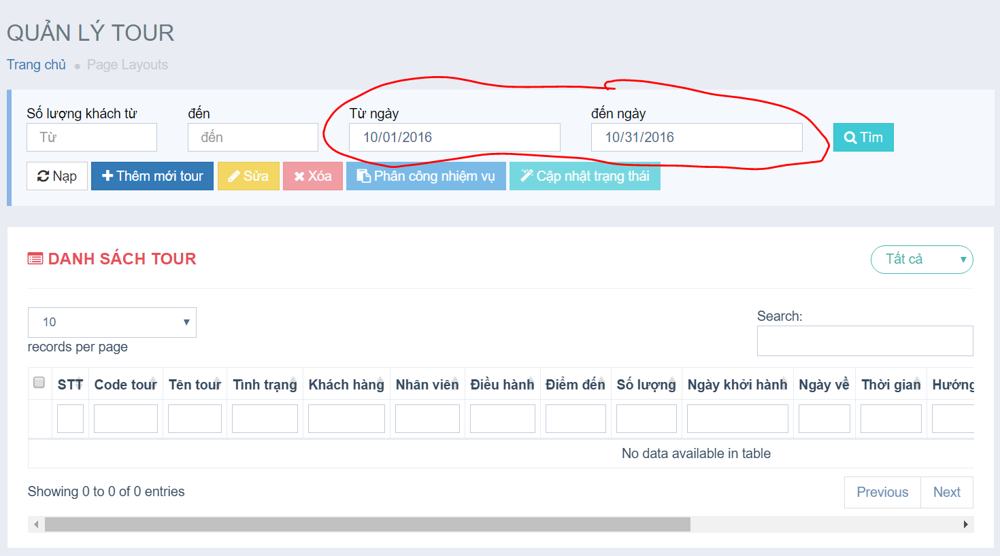 QUẢN LÝ TOUR
Trang chủ Page Layouts
Số lượng khách từ đến Từ ngày đến ngày
Từ đến 10/01/2016 10/31/2016 Tìm
Nạp Thêm mới tour Sửa Xóa Phân công nhiệm vụ Cập nhật trạng thái
DANH SÁCH TOUR Tất cả
10
records per page
Search:
STT Code tour Tên tour Tình trạng Khách hàng Nhân viên Điều hành Điểm đến Số lượng Ngày khởi hành Ngày về Thời gian Hướng
No data available in table
Showing 0 to 0 of 0 entries
Previous Next